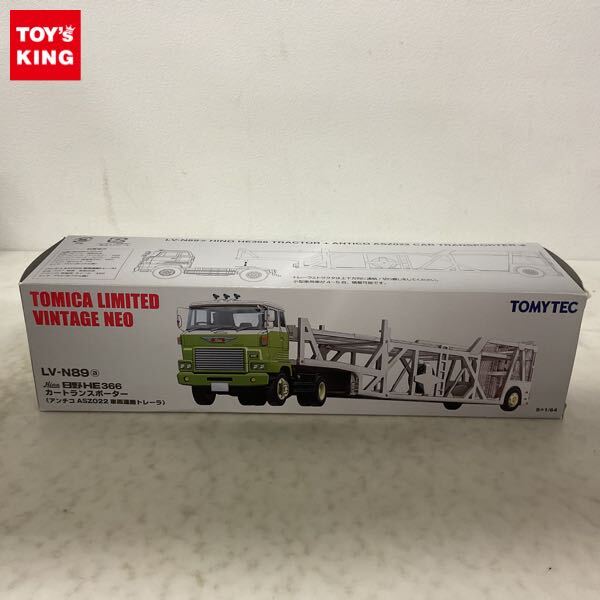 TOY'S
KING
LV-N89a HINO HE366 TRACTOR + ANTICO ASZ022 CAR TRANSPORTER
TOMICA LIMITED
VINTAGE NEO
TOMYTEC
LV-N89 a
Hino 日野HE366
カートランスポーター
(アンチコ ASZ022 車両運搬トレーラ)
S=1/64